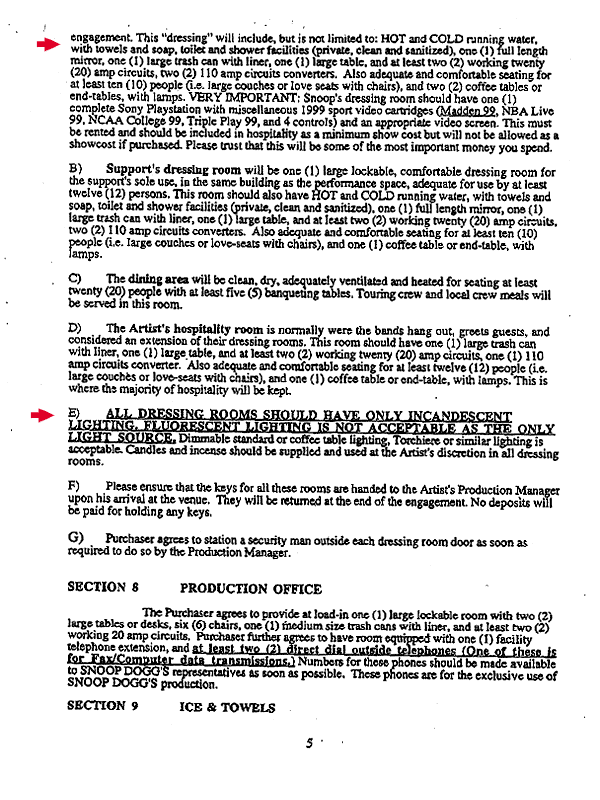 engagement. This "dressing" will include, but is not limited to: HOT and COLD running water,
with towels and soap, toilet and shower facilities (private, clean and sanitized), one (1) full length
mirror, one (1) large trash can with liner, one (1) large table, and at least two (2) working twenty
(20) amp circuits, two (2) 110 amp circuits converters. Also adequate and comfortable seating for
at least ten (10) people (i.e. large couches or love seats with chairs), and two (2) coffee tables or
end-tables, with lamps. VERY IMPORTANT: Snoop's dressing room should have one (1)
complete Sony Playstation with miscellaneous 1999 sport video cartridges (Madden 99, NBA Live
99, NCAA College 99, Triple Play 99, and 4 controls) and an appropriate video screen. This must
be rented and should be included in hospitality as a minimum show cost but will not be allowed as a
showcost if purchased. Please trust that this will be some of the most important money you spend.
B) Support's dressing room will be one (1) large lockable, comfortable dressing room for
the support's sole use, in the same building as the performance space, adequate for use by at least
twelve (12) persons. This room should also have HOT and COLD running water, with towels and
soap, toilet and shower facilities (private, clean and sanitized), one (1) full length mirror, one (1)
large trash can with liner, one (1) large table, and at least two (2) working twenty (20) amp circuits,
two (2) 110 amp circuits converters. Also adequate and comfortable seating for at least ten (10)
people (i.e. large couches or love-seats with chairs), and one (1) coffee table or end-table, with
lamps.
C) The dining area will be clean, dry, adequately ventilated and heated for seating at least
twenty (20) people with at least five (5) banqueting tables. Touring crew and local crew meals will
be served in this room.
D) The Artist's hospitality room is normally were the bands hang out, greets guests, and
considered an extension of their dressing rooms. This room should have one (1) large trash can
with liner, one (1) large table, and at least two (2) working twenty (20) amp circuits, one (1) 110
amp circuits converter. Also adequate and comfortable seating for at least twelve (12) people (i.e.
large couches or love-seats with chairs), and one (1) coffee table or end-table, with lamps. This is
where the majority of hospitality will be kept.
E) ALL DRESSING ROOMS SHOULD HAVE ONLY INCANDESCENT
LIGHTING. FLUORESCENT LIGHTING IS NOT ACCEPTABLE AS THE ONLY
LIGHT SOURCE. Dimmable standard or coffee table lighting, Torchiere or similar lighting is
acceptable. Candles and incense should be supplied and used at the Artist's discretion in all dressing
rooms.
F) Please ensure that the keys for all these rooms are handed to the Artist's Production Manager
upon his arrival at the venue. They will be returned at the end of the engagement. No deposits will
be paid for holding any keys.
G) Purchaser agrees to station a security man outside each dressing room door as soon as
required to do so by the Production Manager.
SECTION 8 PRODUCTION OFFICE
The Purchaser agrees to provide at load-in one (1) large lockable room with two (2)
large tables or desks, six (6) chairs, one (1) medium size trash cans with liner, and at least two (2)
working 20 amp circuits. Purchaser further agrees to have room equipped with one (1) facility
telephone extension, and at least two (2) direct dial outside telephones (One of these is
for Fax/Computer data transmissions.) Numbers for these phones should be made available
to SNOOP DOGG'S representatives as soon as possible. These phones are for the exclusive use of
SNOOP DOGG'S production.
SECTION 9 ICE & TOWELS
5